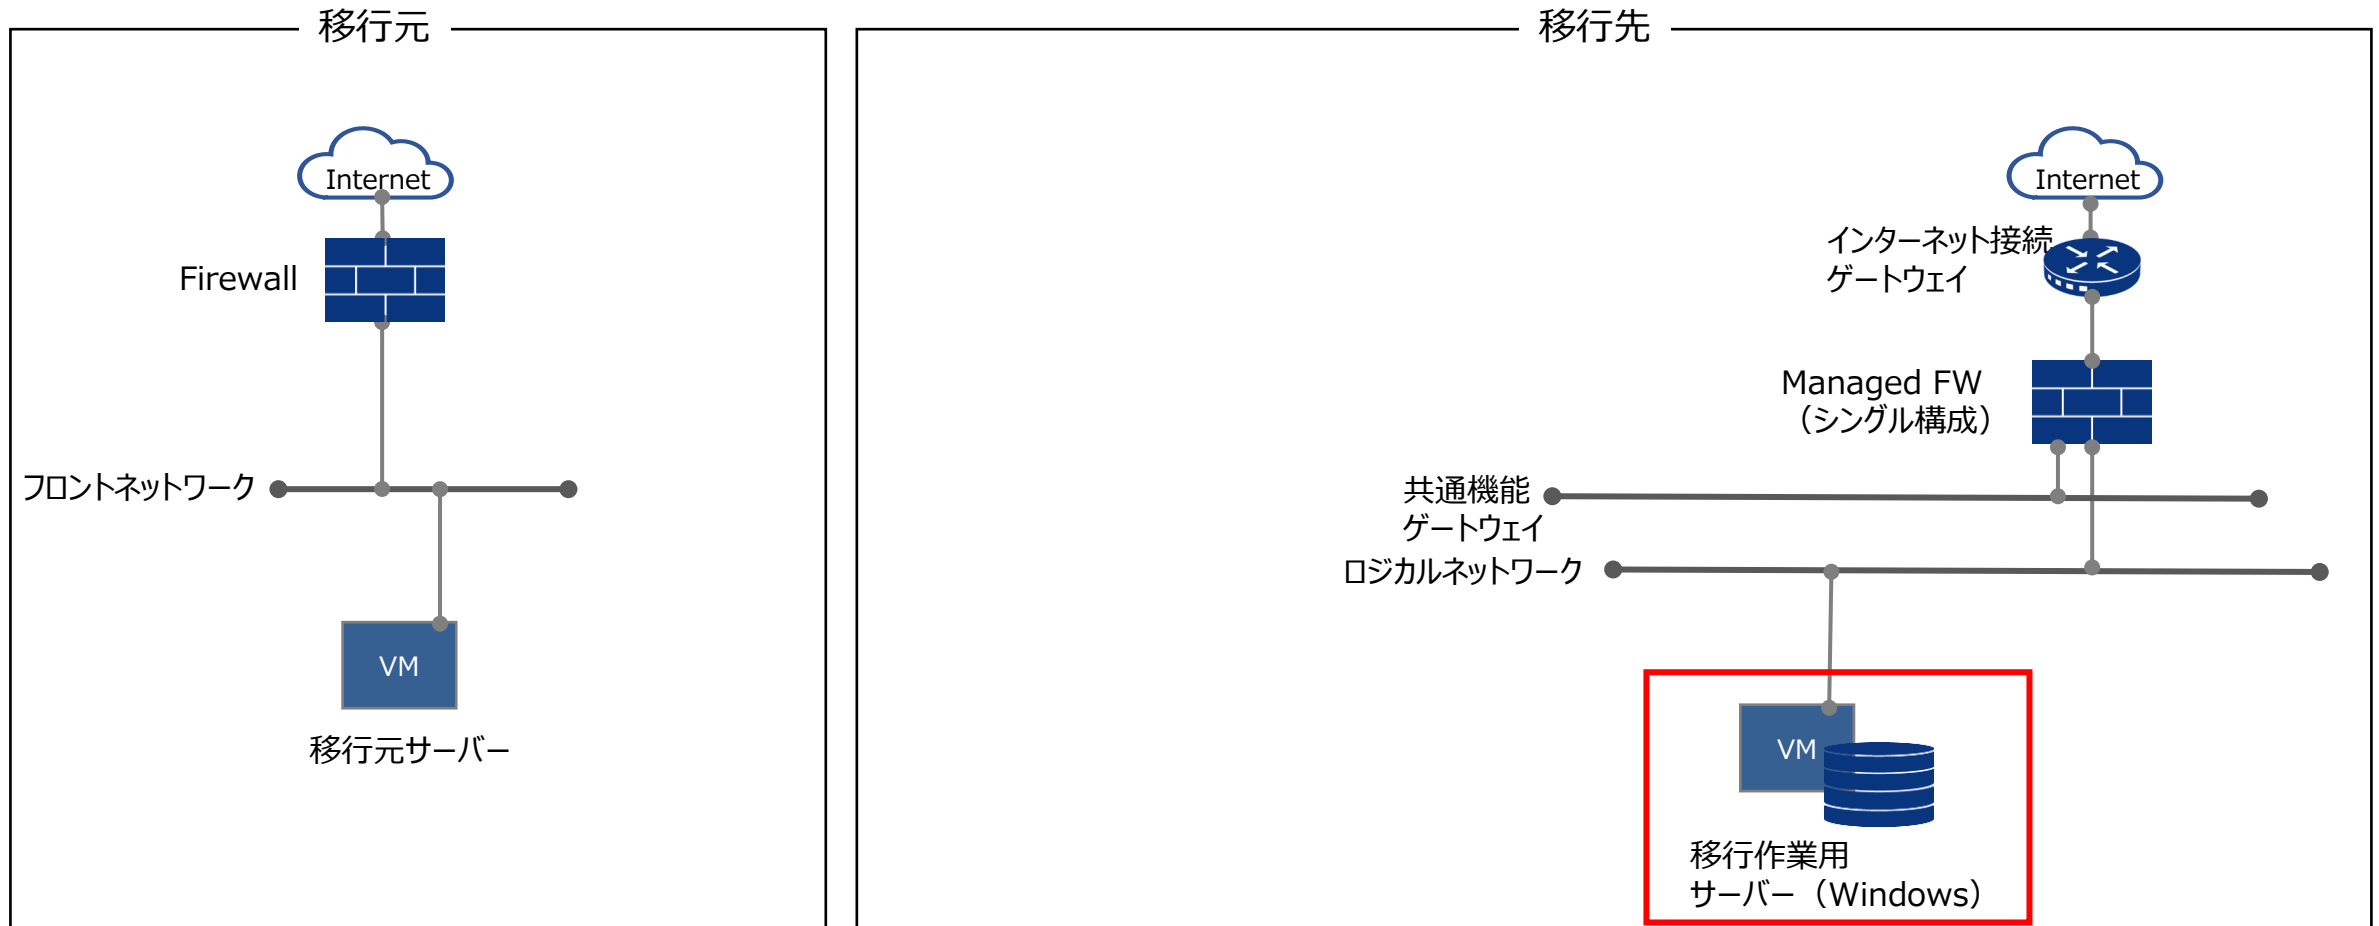 移行元
Internet
Firewall
フロントネットワーク
VM
移行元サーバー
移行先
Internet
インターネット接続
ゲートウェイ
Managed FW
（シングル構成）
共通機能
ゲートウェイ
ロジカルネットワーク
VM
移行作業用
サーバー（Windows）